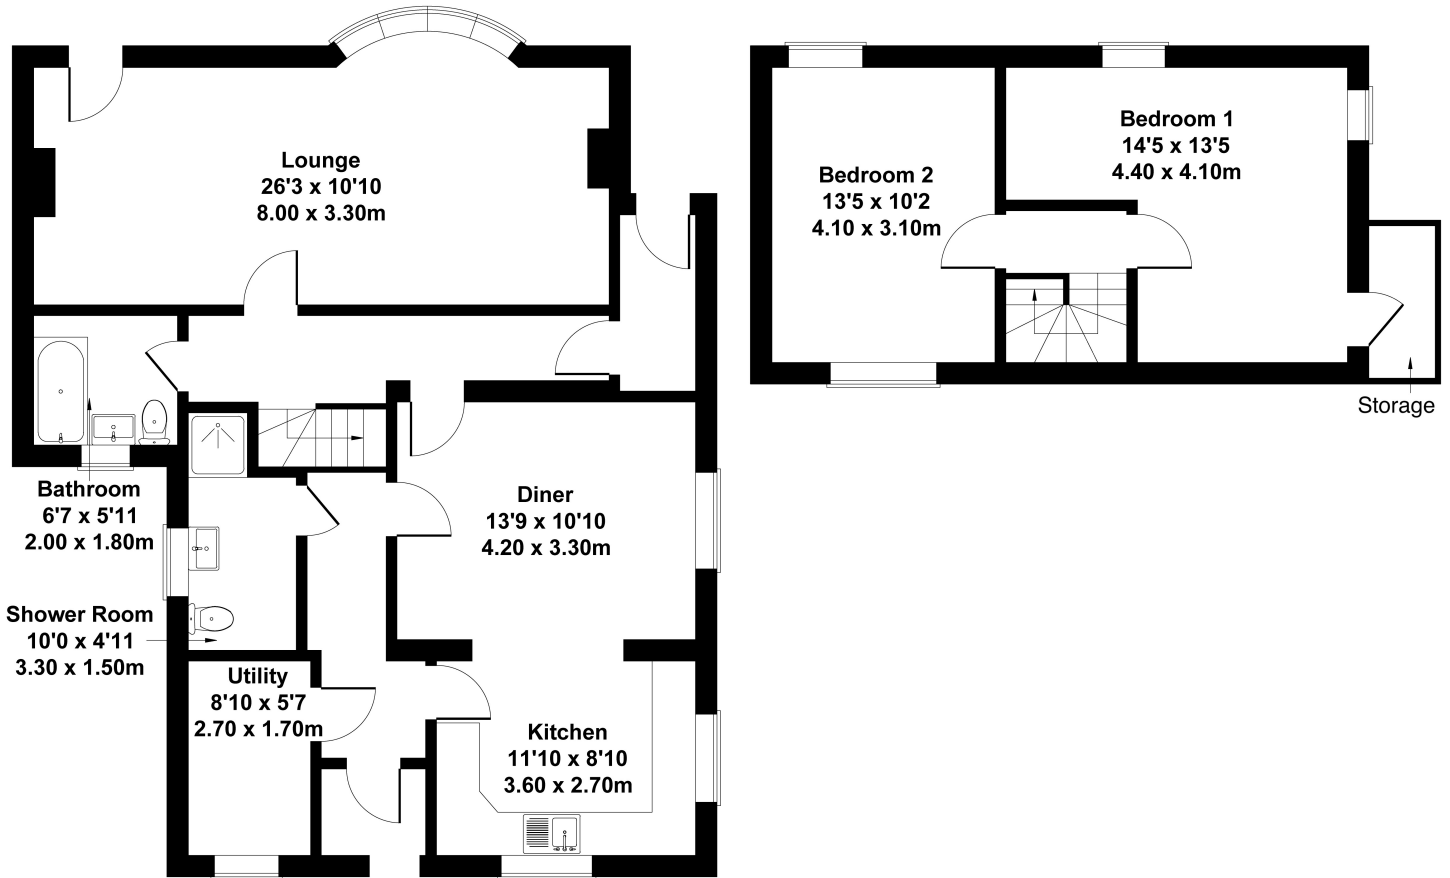 Lounge
26'3 x 10'10
8.00 x 3.30m
Bedroom 2
13'5 x 10'2
4.10 x 3.10m
Bedroom 1
14'5 x 13'5
4.40 x 4.10m
Storage
Bathroom
6'7 x 5'11
2.00 x 1.80m
Diner
13'9 x 10'10
4.20 x 3.30m
Shower Room
10'0 x 4'11
3.30 x 1.50m
Utility
8'10 x 5'7
2.70 x 1.70m
Kitchen
11'10 x 8'10
3.60 x 2.70m